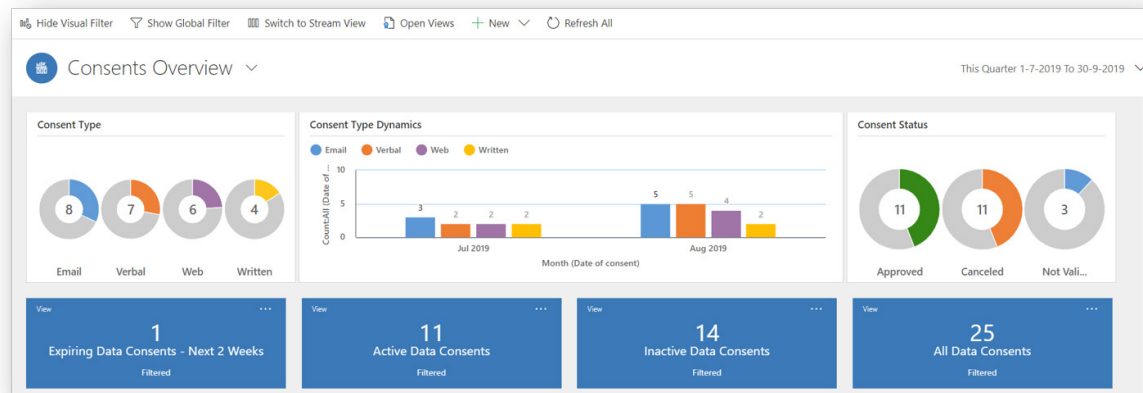 Hide Visual Filter Show Global Filter Switch to Stream View Open Views New Refresh All
Consents Overview
This Quarter 1-7-2019 To 30-9-2019
Consent Type
8 7 6 4
Email Verbal Web Written
Consent Type Dynamics
Email Verbal Web Written
CountAll (Date of ...
10
5
0
3 2 2 2
5 5 4 2
Jul 2019 Aug 2019
Month (Date of consent)
Consent Status
11 11 3
Approved Canceled Not Vali...
View ...
1
Expiring Data Consents - Next 2 Weeks
Filtered
View ...
11
Active Data Consents
Filtered
View ...
14
Inactive Data Consents
Filtered
View ...
25
All Data Consents
Filtered